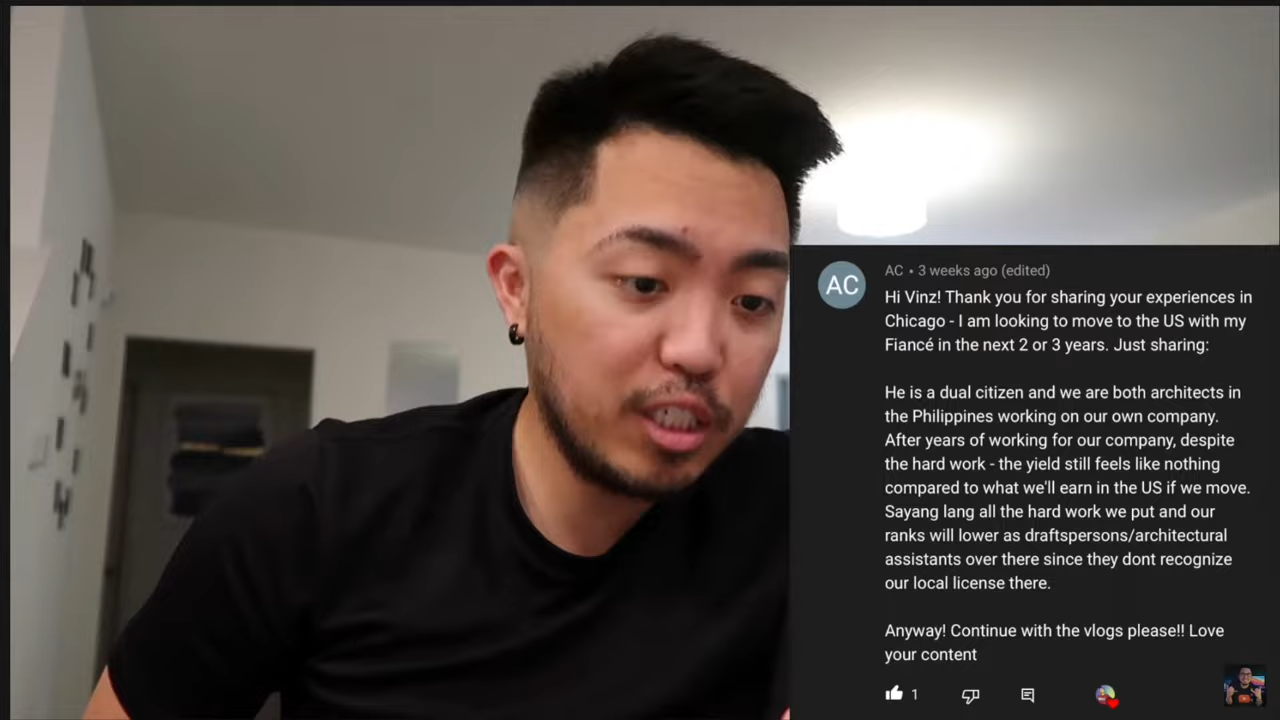 AC
AC • 3 weeks ago (edited)
Hi Vinz! Thank you for sharing your experiences in
Chicago - I am looking to move to the US with my
Fiancé in the next 2 or 3 years. Just sharing:
He is a dual citizen and we are both architects in
the Philippines working on our own company.
After years of working for our company, despite
the hard work - the yield still feels like nothing
compared to what we'll earn in the US if we move.
Sayang lang all the hard work we put and our
ranks will lower as draftspersons/architectural
assistants over there since they dont recognize
our local license there.
Anyway! Continue with the vlogs please!! Love
your content
1